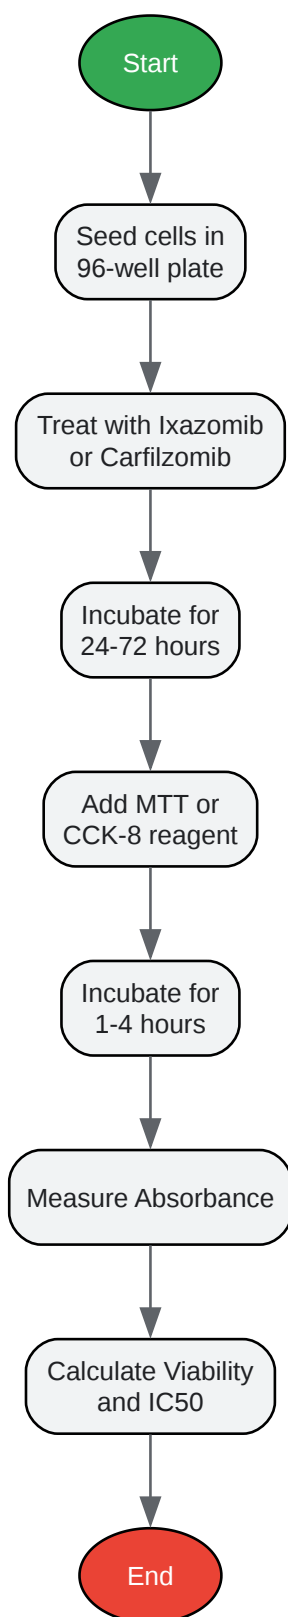 Start
Seed cells in
96-well plate
Treat with Ixazomib
or Carfilzomib
Incubate for
24-72 hours
Add MTT or
CCK-8 reagent
Incubate for
1-4 hours
Measure Absorbance
Calculate Viability
and IC50
End